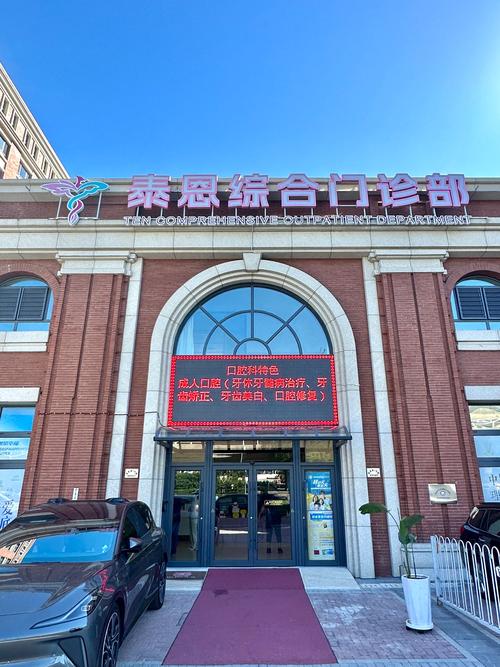 泰恩综合门诊部
TEN COMPREHENSIVE OUTPATIENT DEPARTMENT
口腔科特色
成人口腔（牙体牙髓病治疗、牙
齿矫正、牙齿美白、口腔修复）